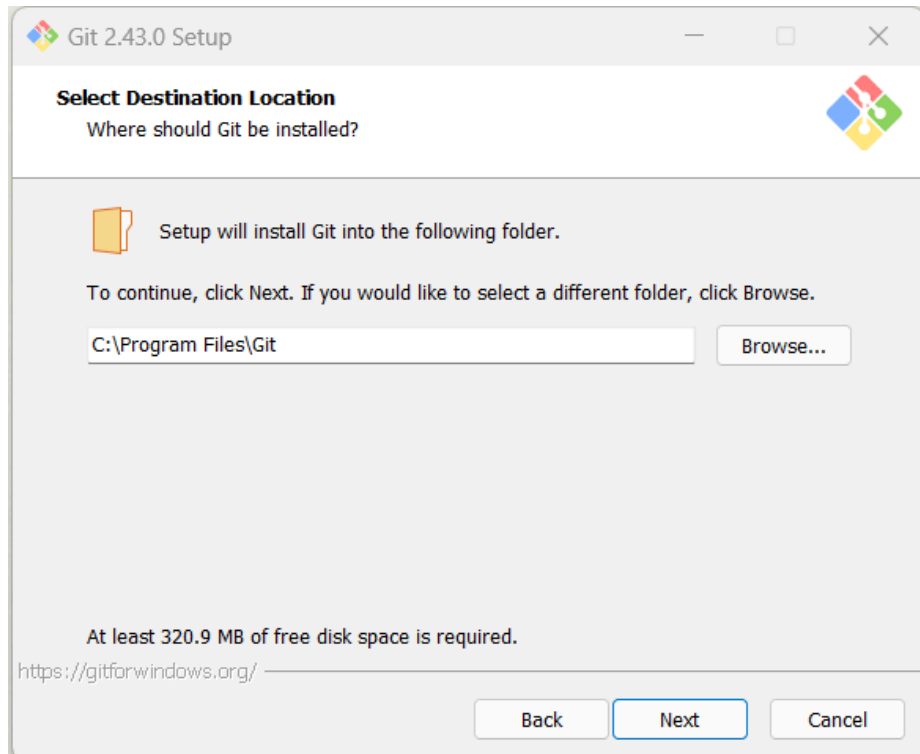 Git 2.43.0 Setup
Select Destination Location
Where should Git be installed?
Setup will install Git into the following folder.
To continue, click Next. If you would like to select a different folder, click Browse.
C:\Program Files\Git
Browse...
At least 320.9 MB of free disk space is required.
https://gitforwindows.org/
Back
Next
Cancel